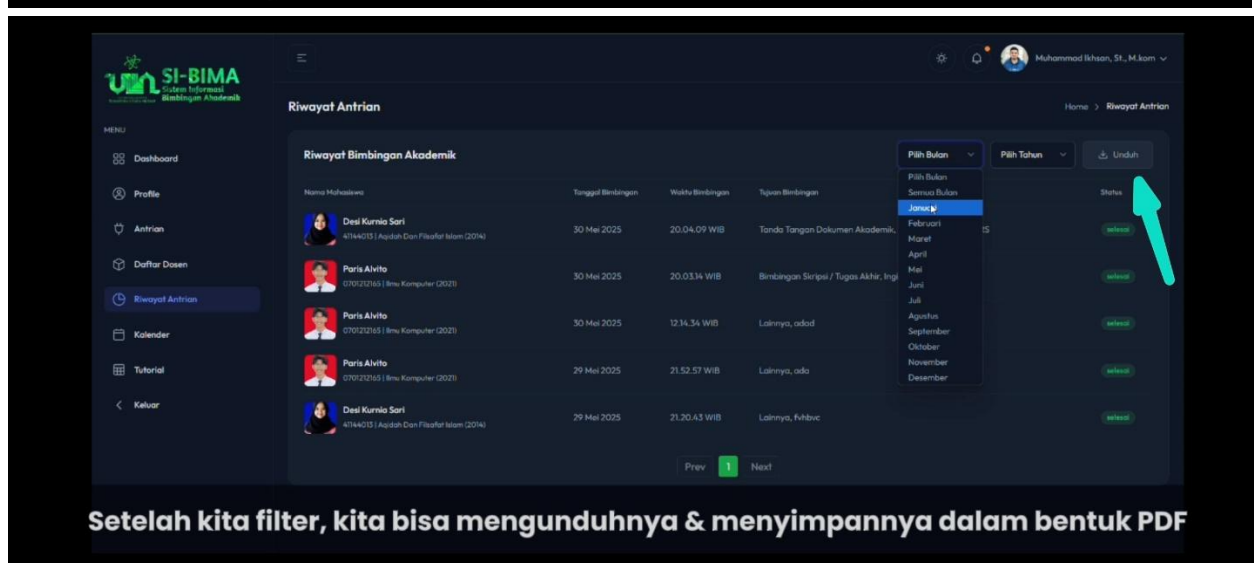 SI-BIMA
Sistem Informasi
Bimbingan Akademik
Muhammad Ikhsan, St., M.kom
Riwayat Antrian
Home > Riwayat Antrian
MENU
Dashboard
Profile
Antrian
Daftar Dosen
Riwayat Antrian
Kalender
Tutorial
Keluar
Riwayat Bimbingan Akademik
Pilih Bulan
Pilih Tahun
Unduh
Pilih Bulan
Semua Bulan
Januari
Februari
Maret
April
Mei
Juni
Juli
Agustus
September
Oktober
November
Desember
Nama Mahasiswa Tanggal Bimbingan Waktu Bimbingan Tujuan Bimbingan Status
Desi Kurnia Sari
41144013 | Aqidah Dan Filsafat Islam (2014)
30 Mei 2025 20.04.09 WIB Tanda Tangan Dokumen Akademik, selesai
Paris Alvito
0701212165 | Ilmu Komputer (2021)
30 Mei 2025 20.03.14 WIB Bimbingan Skripsi / Tugas Akhir, Ingi selesai
Paris Alvito
0701212165 | Ilmu Komputer (2021)
30 Mei 2025 12.14.34 WIB Lainnya, adad selesai
Paris Alvito
0701212165 | Ilmu Komputer (2021)
29 Mei 2025 21.52.57 WIB Lainnya, ada selesai
Desi Kurnia Sari
41144013 | Aqidah Dan Filsafat Islam (2014)
29 Mei 2025 21.20.43 WIB Lainnya, fvhbvc selesai
Prev 1 Next
Setelah kita filter, kita bisa mengunduhnya & menyimpannya dalam bentuk PDF